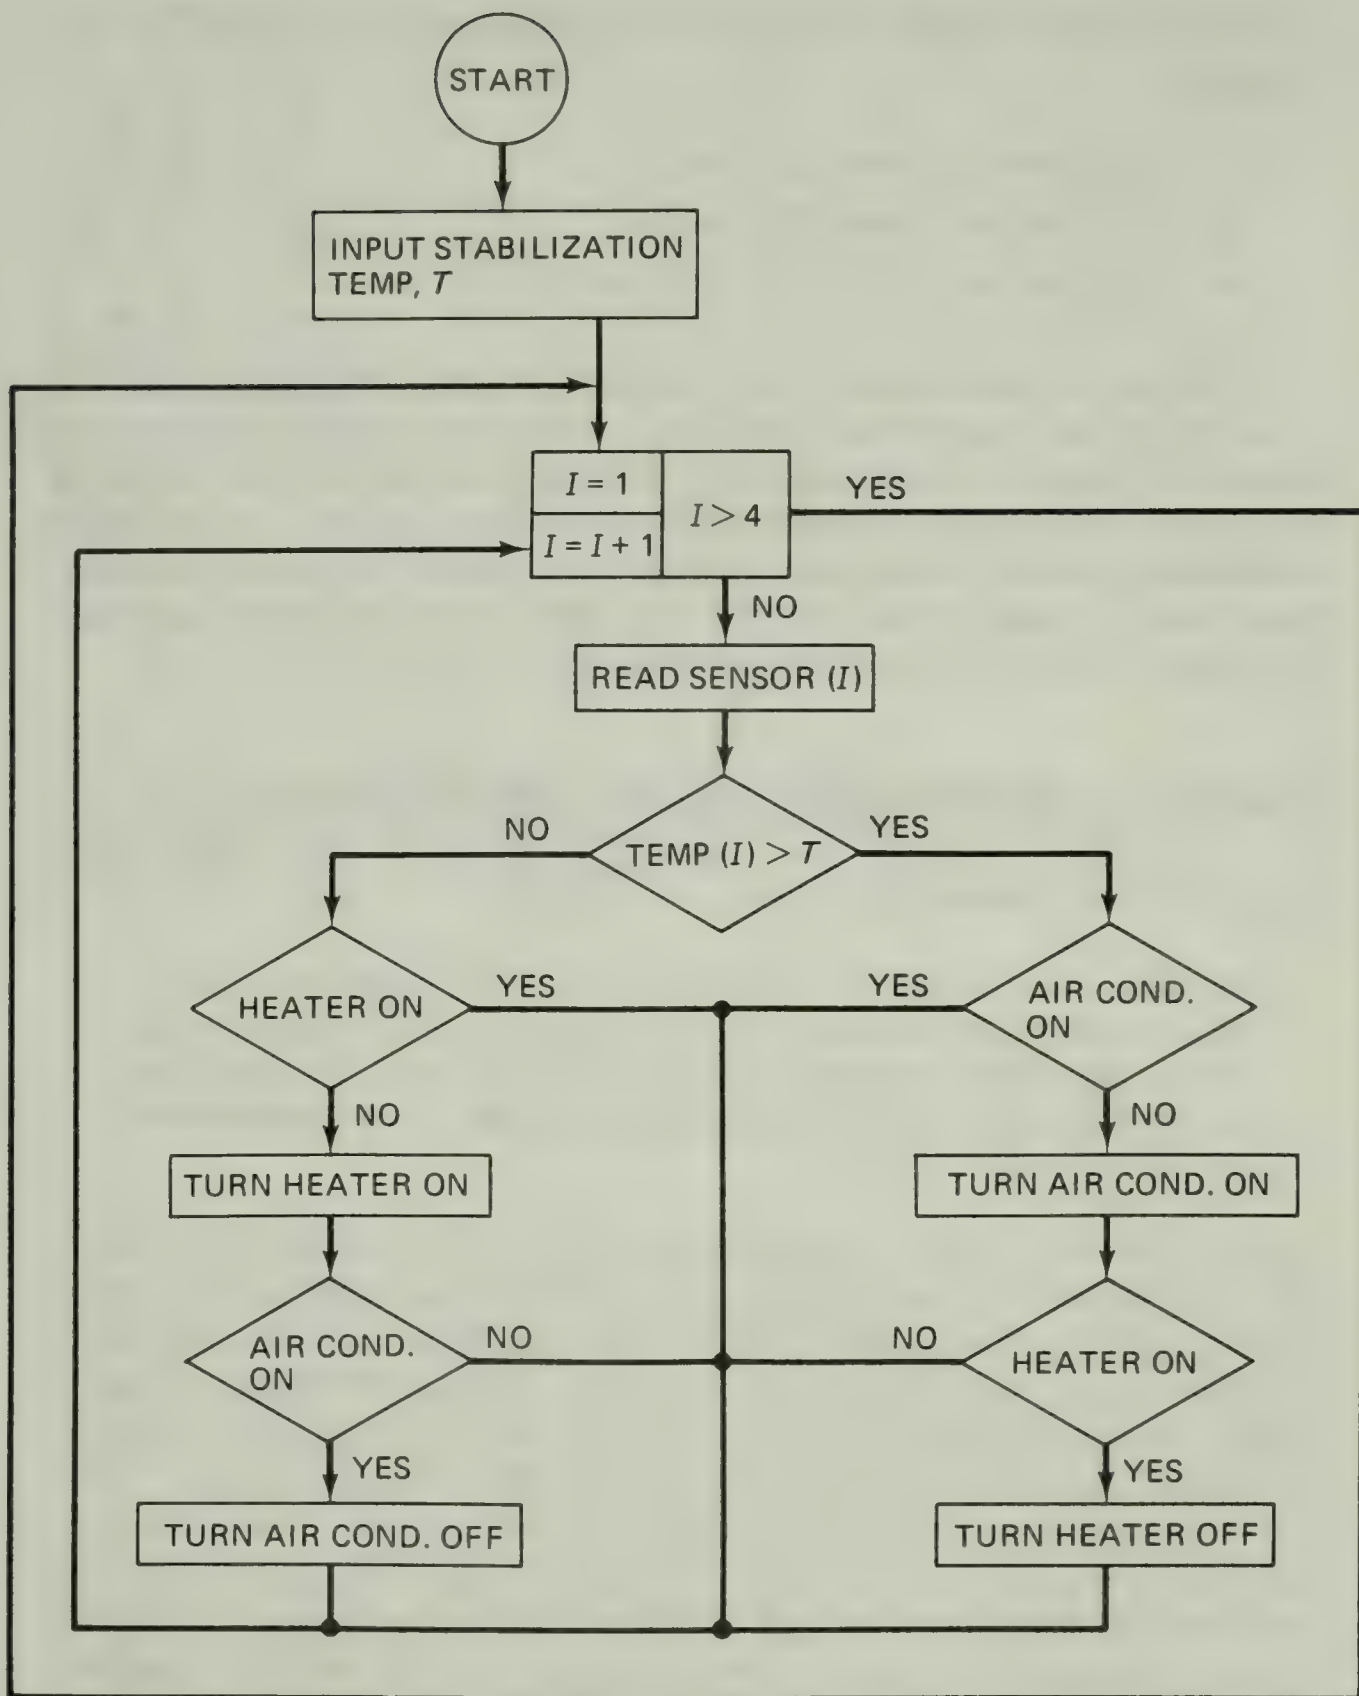 START
INPUT STABILIZATION
TEMP, T
I = 1
I > 4
YES
I = I + 1
NO
READ SENSOR (I)
NO
TEMP (I) > T
YES
HEATER ON
YES
YES
AIR COND.
ON
NO
NO
TURN HEATER ON
TURN AIR COND. ON
AIR COND.
ON
NO
NO
HEATER ON
YES
YES
TURN AIR COND. OFF
TURN HEATER OFF